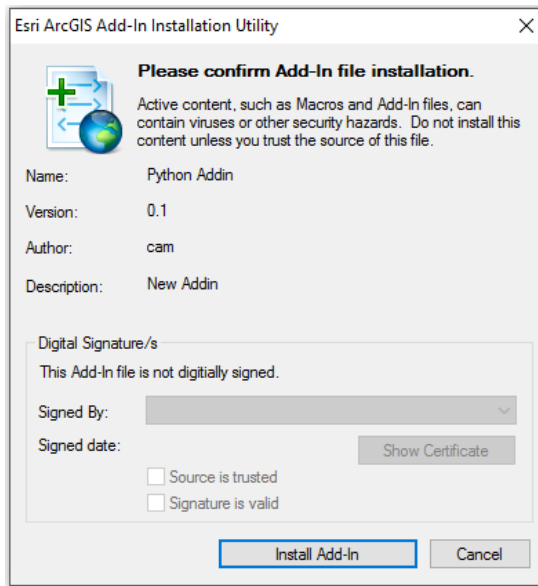 Esri ArcGIS Add-In Installation Utility
Please confirm Add-In file installation.
Active content, such as Macros and Add-In files, can
contain viruses or other security hazards. Do not install this
content unless you trust the source of this file.
Name: Python Addin
Version: 0.1
Author: cam
Description: New Addin
Digital Signature/s
This Add-In file is not digitially signed.
Signed By:
Signed date:
Show Certificate
Source is trusted
Signature is valid
Install Add-In Cancel